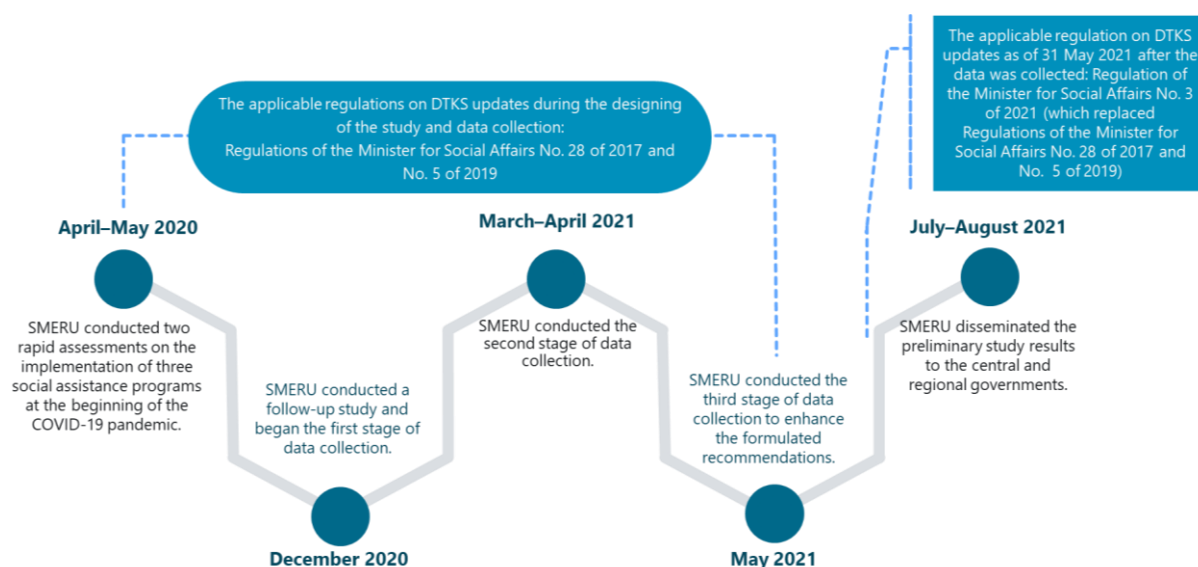 The applicable regulation on DTKS
updates as of 31 May 2021 after the
data was collected: Regulation of
the Minister for Social Affairs No. 3
of 2021 (which replaced
Regulations of the Minister for
Social Affairs No. 28 of 2017 and
No. 5 of 2019)
The applicable regulations on DTKS updates during the designing
of the study and data collection:
Regulations of the Minister for Social Affairs No. 28 of 2017 and
No. 5 of 2019
April–May 2020
SMERU conducted two
rapid assessments on the
implementation of three
social assistance programs
at the beginning of the
COVID-19 pandemic.
SMERU conducted a
follow-up study and
began the first stage of
data collection.
December 2020
March–April 2021
SMERU conducted the
second stage of data
collection.
SMERU conducted the
third stage of data
collection to enhance
the formulated
recommendations.
May 2021
July–August 2021
SMERU disseminated the
preliminary study results
to the central and
regional governments.